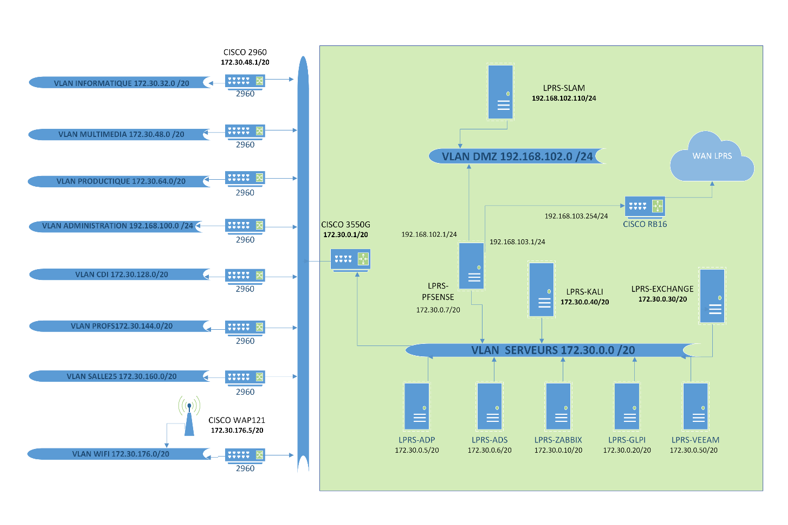 CISCO 2960
172.30.48.1/20
VLAN INFORMATIQUE 172.30.32.0 /20
2960
VLAN MULTIMEDIA 172.30.48.0 /20
2960
VLAN PRODUCTIQUE 172.30.64.0/20
2960
VLAN ADMINISTRATION 192.168.100.0 /24
2960
VLAN CDI 172.30.128.0/20
2960
VLAN PROFS172.30.144.0/20
2960
VLAN SALLE25 172.30.160.0/20
2960
CISCO WAP121
172.30.176.5/20
VLAN WIFI 172.30.176.0/20
2960
CISCO 3550G
172.30.0.1/20
LPRS-SLAM
192.168.102.110/24
VLAN DMZ 192.168.102.0 /24
WAN LPRS
192.168.103.254/24
CISCO RB16
192.168.102.1/24
192.168.103.1/24
LPRS-
PFSENSE
172.30.0.7/20
LPRS-KALI
172.30.0.40/20
LPRS-EXCHANGE
172.30.0.30/20
VLAN SERVEURS 172.30.0.0 /20
LPRS-ADP
172.30.0.5/20
LPRS-ADS
172.30.0.6/20
LPRS-ZABBIX
172.30.0.10/20
LPRS-GLPI
172.30.0.20/20
LPRS-VEEAM
172.30.0.50/20